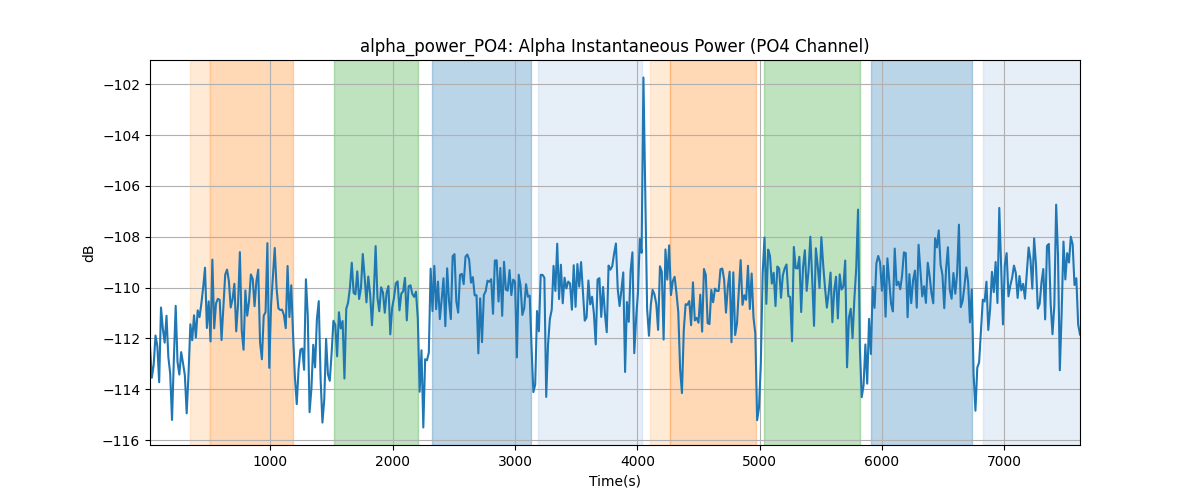 alpha_power_PO4: Alpha Instantaneous Power (PO4 Channel)
−102
−104
−106
−108
−110
−112
−114
−116
dB
1000 2000 3000 4000 5000 6000 7000
Time(s)